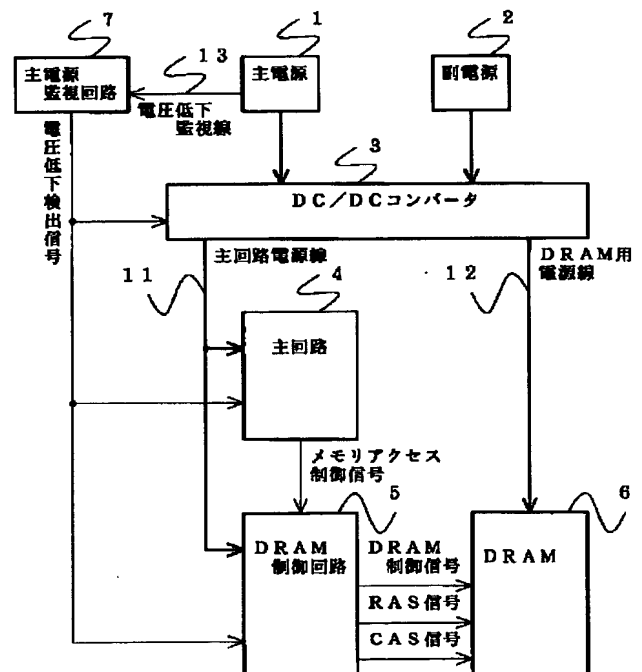 7
1
2
13
主電源
監視回路
主電源
副電源
電圧低下
監視線
電圧低下検出信号
3
DC/DCコンバータ
主回路電源線
DRAM用
電源線
11
4
12
主回路
メモリアクセス
制御信号
5
6
DRAM
制御回路
DRAM
制御信号
DRAM
RAS信号
CAS信号